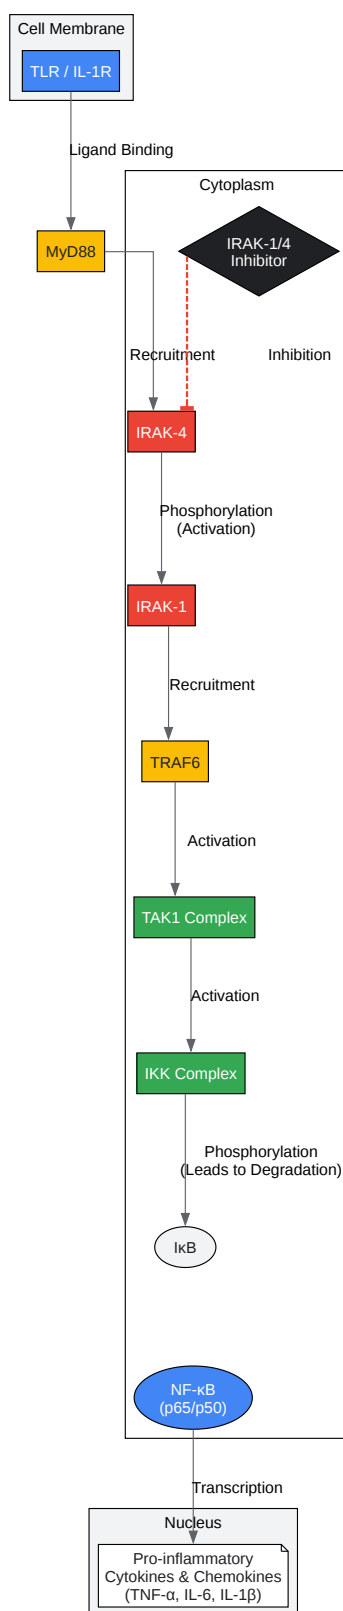 Cell Membrane
TLR / IL-1R
Ligand Binding
Cytoplasm
MyD88
IRAK-1/4
Inhibitor
Recruitment
Inhibition
IRAK-4
Phosphorylation
(Activation)
IRAK-1
Recruitment
TRAF6
Activation
TAK1 Complex
Activation
IKK Complex
Phosphorylation
(Leads to Degradation)
IκB
NF-κB
(p65/p50)
Transcription
Nucleus
Pro-inflammatory
Cytokines & Chemokines
(TNF-α, IL-6, IL-1β)